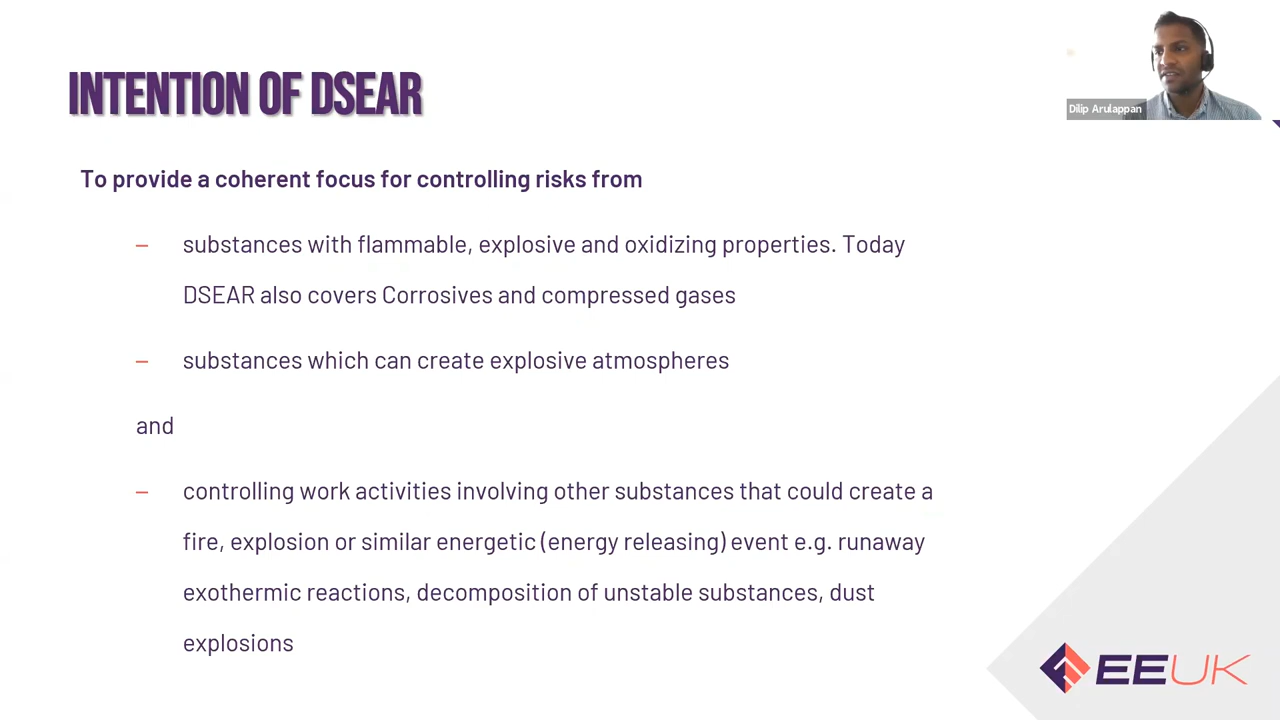 INTENTION OF DSEAR
Dilip Arulappan
To provide a coherent focus for controlling risks from
– substances with flammable, explosive and oxidizing properties. Today
DSEAR also covers Corrosives and compressed gases
– substances which can create explosive atmospheres
and
– controlling work activities involving other substances that could create a
fire, explosion or similar energetic (energy releasing) event e.g. runaway
exothermic reactions, decomposition of unstable substances, dust
explosions
EEUK